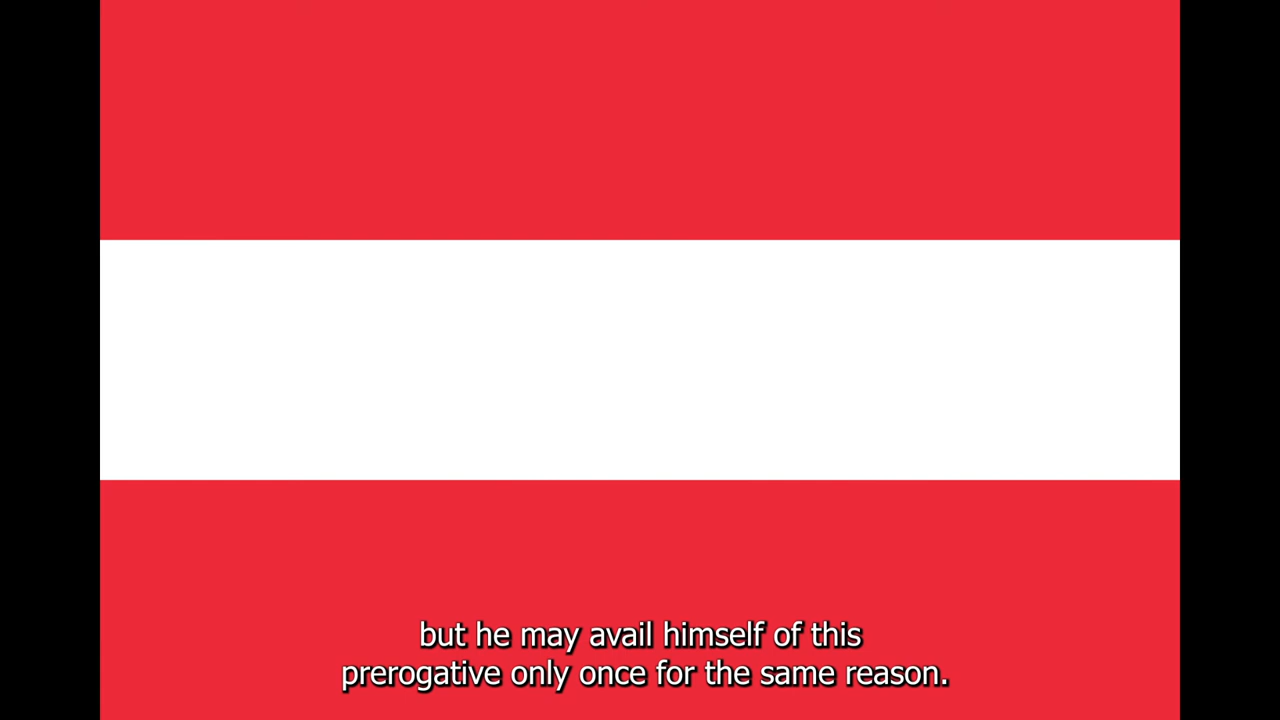 but he may avail himself of this
prerogative only once for the same reason.